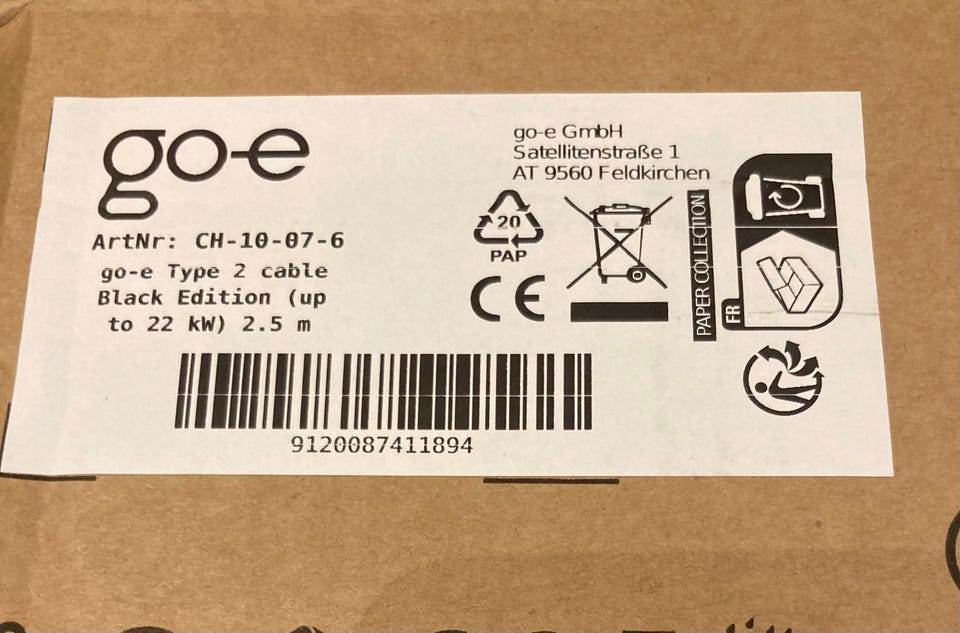 go-e
ArtNr: CH-10-07-6
go-e Type 2 cable
Black Edition (up
to 22 kW) 2.5 m
9120087411894
go-e GmbH
Satellitenstraße 1
AT 9560 Feldkirchen
20
PAP
CE
PAPER COLLECTION
FR